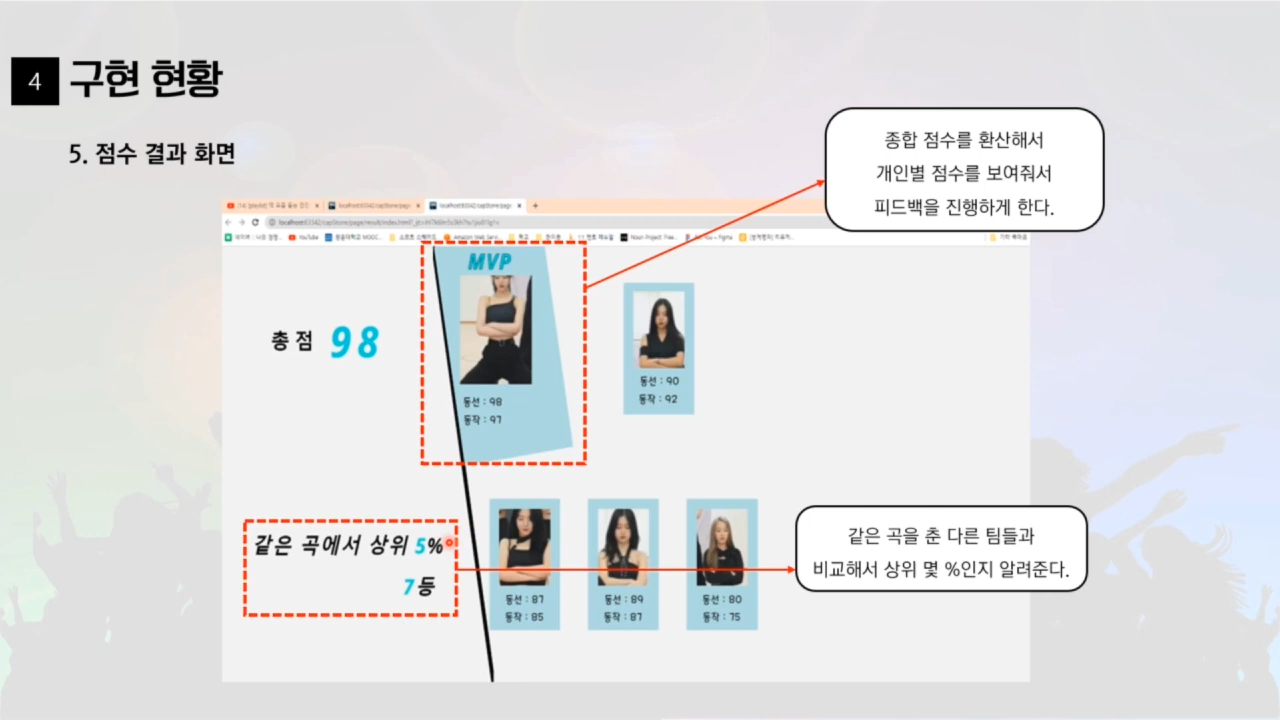 4 구현 현황
5. 점수 결과 화면
종합 점수를 환산해서
개인별 점수를 보여줘서
피드백을 진행하게 한다.
YouTube
MVP
총 점 98
동선 : 98
동작 : 97
동선 : 90
동작 : 92
같은 곡에서 상위 5%
7등
동선 : 87
동작 : 85
동선 : 89
동작 : 87
동선 : 80
동작 : 75
같은 곡을 춘 다른 팀들과
비교해서 상위 몇 %인지 알려준다.